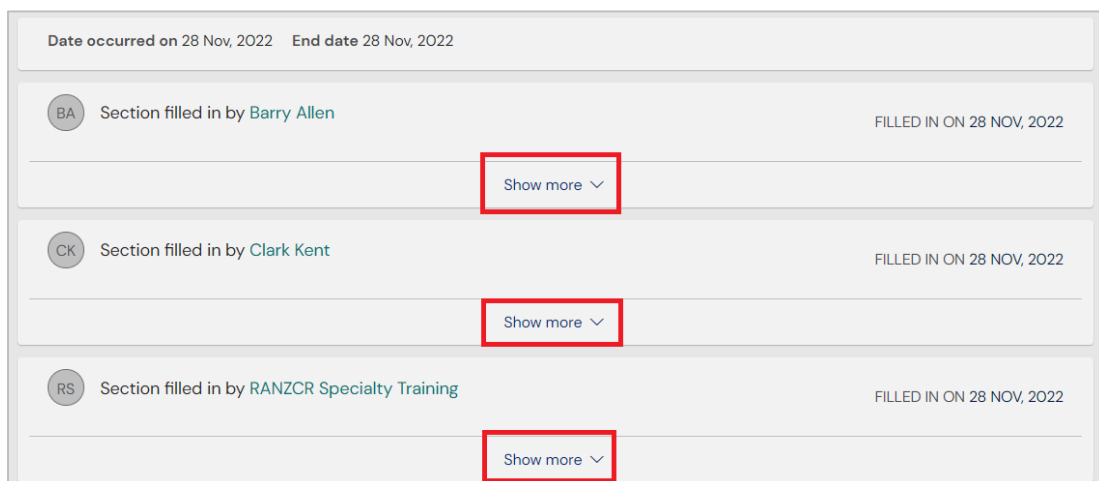 Date occurred on 28 Nov, 2022 End date 28 Nov, 2022
BA Section filled in by Barry Allen
FILLED IN ON 28 NOV, 2022
Show more
CK Section filled in by Clark Kent
FILLED IN ON 28 NOV, 2022
Show more
RS Section filled in by RANZCR Specialty Training
FILLED IN ON 28 NOV, 2022
Show more